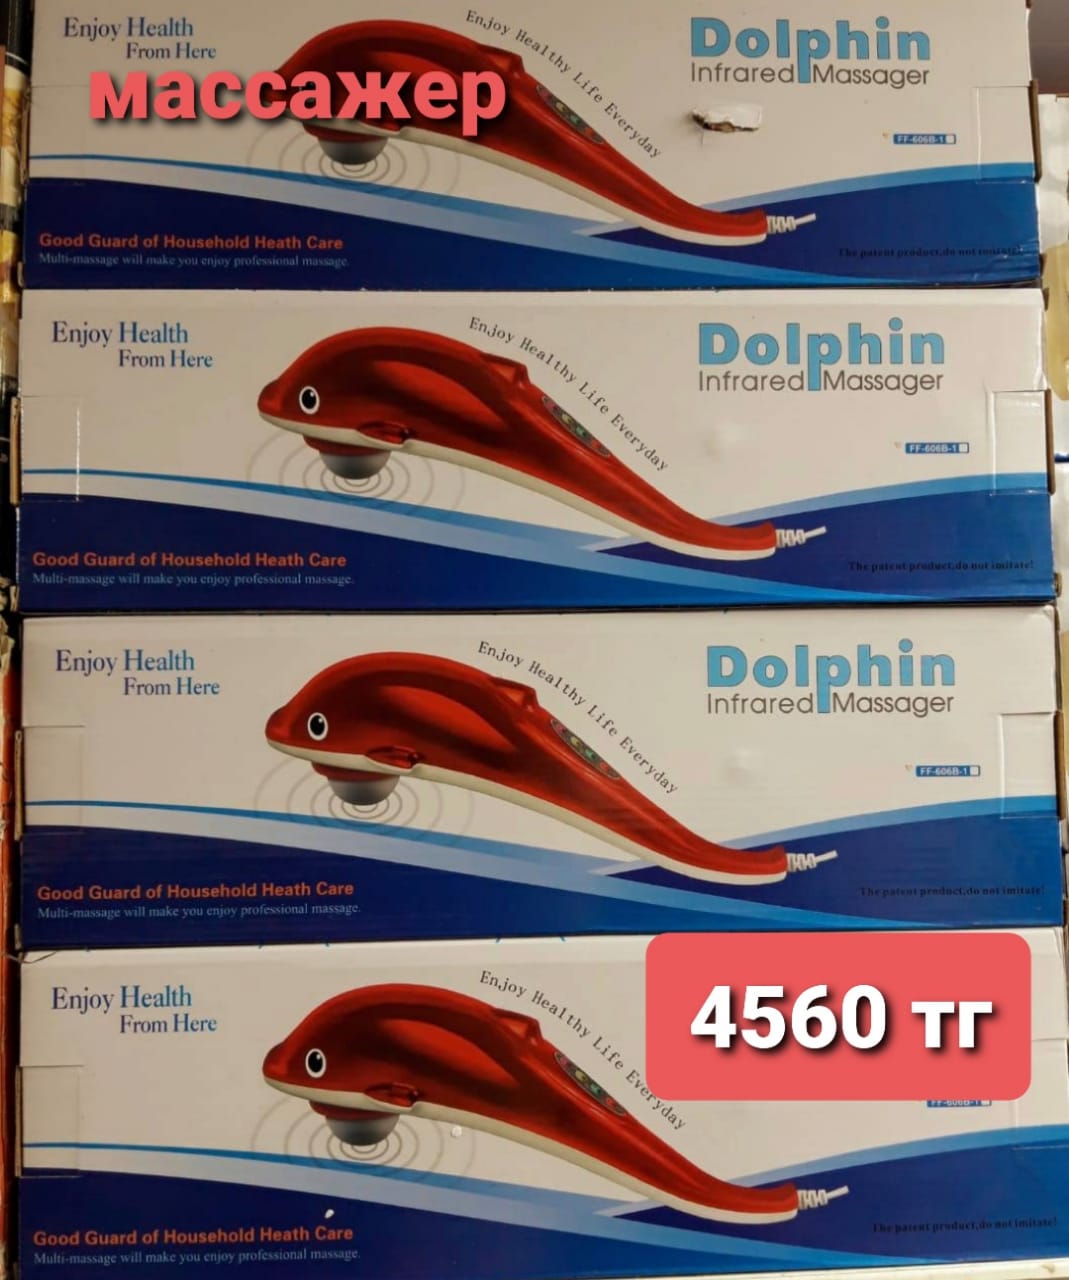 Enjoy Health
From Here
массажер
Enjoy Healthy Life Everyday
Dolphin
Infrared Massager
FF-606B-1
Good Guard of Household Heath Care
Multi-massage will make you enjoy professional massage.
The patent product,do not imitate!
Enjoy Health
From Here
Enjoy Healthy Life Everyday
Dolphin
Infrared Massager
FF-606B-1
Good Guard of Household Heath Care
Multi-massage will make you enjoy professional massage.
The patent product,do not imitate!
Enjoy Health
From Here
Enjoy Healthy Life Everyday
Dolphin
Infrared Massager
FF-606B-1
Good Guard of Household Heath Care
Multi-massage will make you enjoy professional massage.
The patent product,do not imitate!
Enjoy Health
From Here
Enjoy Healthy Life Everyday
4560 тг
FF-606B-1
Good Guard of Household Heath Care
Multi-massage will make you enjoy professional massage.
The patent product,do not imitate!